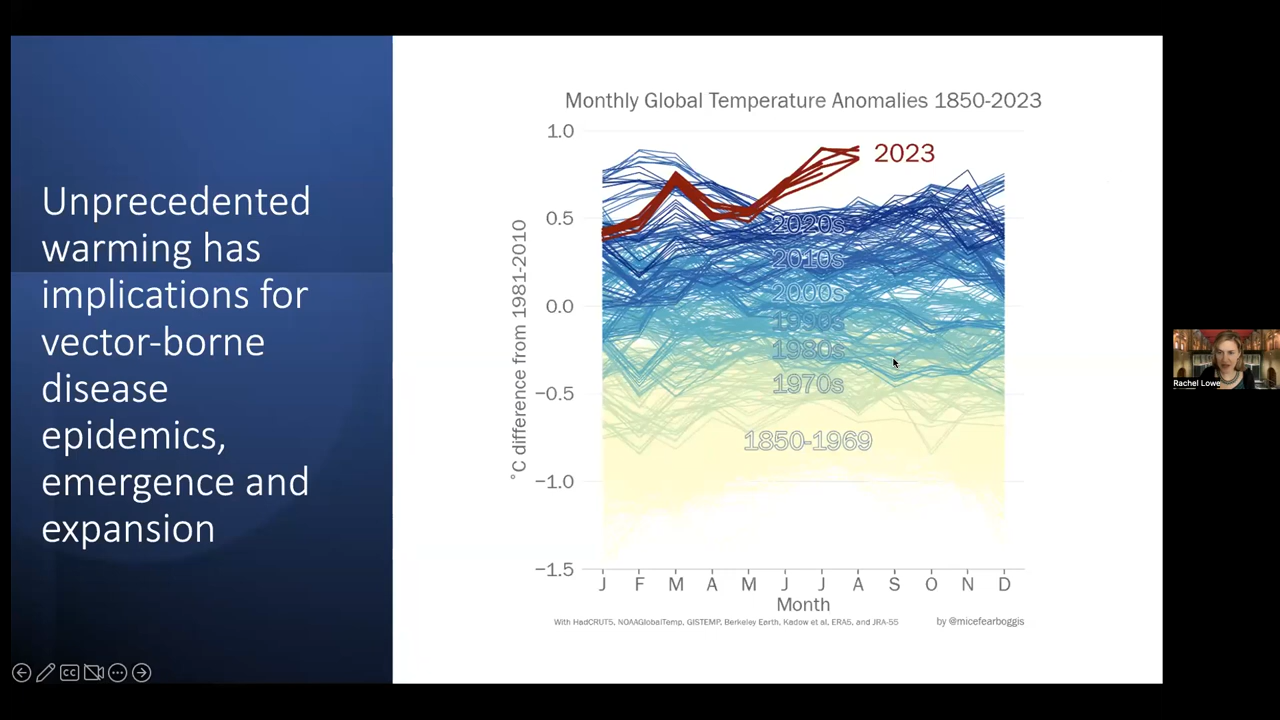 Unprecedented
warming has
implications for
vector-borne
disease
epidemics,
emergence and
expansion
Monthly Global Temperature Anomalies 1850-2023
°C difference from 1981-2010
1.0
0.5
0.0
−0.5
−1.0
−1.5
2023
2020s
2010s
2000s
1990s
1980s
1970s
1850-1969
J F M A M J J A S O N D
Month
With HadCRUT5, NOAAGlobalTemp, GISTEMP, Berkeley Earth, Kadow et al, ERA5, and JRA-55
by @micefearboggis
CC
Rachel Lowe